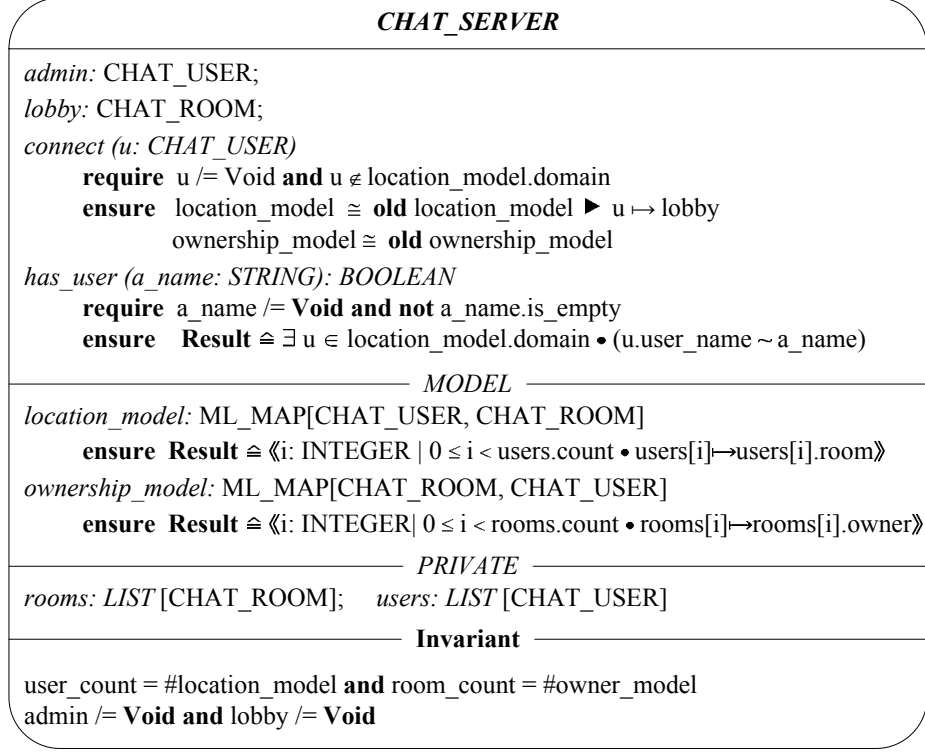 CHAT_SERVER
admin: CHAT_USER;
lobby: CHAT_ROOM;
connect (u: CHAT_USER)
require u /= Void and u ∉ location_model.domain
ensure location_model ≅ old location_model ► u ↦ lobby
ownership_model ≅ old ownership_model
has_user (a_name: STRING): BOOLEAN
require a_name /= Void and not a_name.is_empty
ensure Result ≙ ∃ u ∈ location_model.domain • (u.user_name ~ a_name)
MODEL
location_model: ML_MAP[CHAT_USER, CHAT_ROOM]
ensure Result ≙ ⟪i: INTEGER | 0 ≤ i < users.count • users[i]↦users[i].room⟫
ownership_model: ML_MAP[CHAT_ROOM, CHAT_USER]
ensure Result ≙ ⟪i: INTEGER| 0 ≤ i < rooms.count • rooms[i]↦rooms[i].owner⟫
PRIVATE
rooms: LIST [CHAT_ROOM]; users: LIST [CHAT_USER]
Invariant
user_count = #location_model and room_count = #owner_model
admin /= Void and lobby /= Void